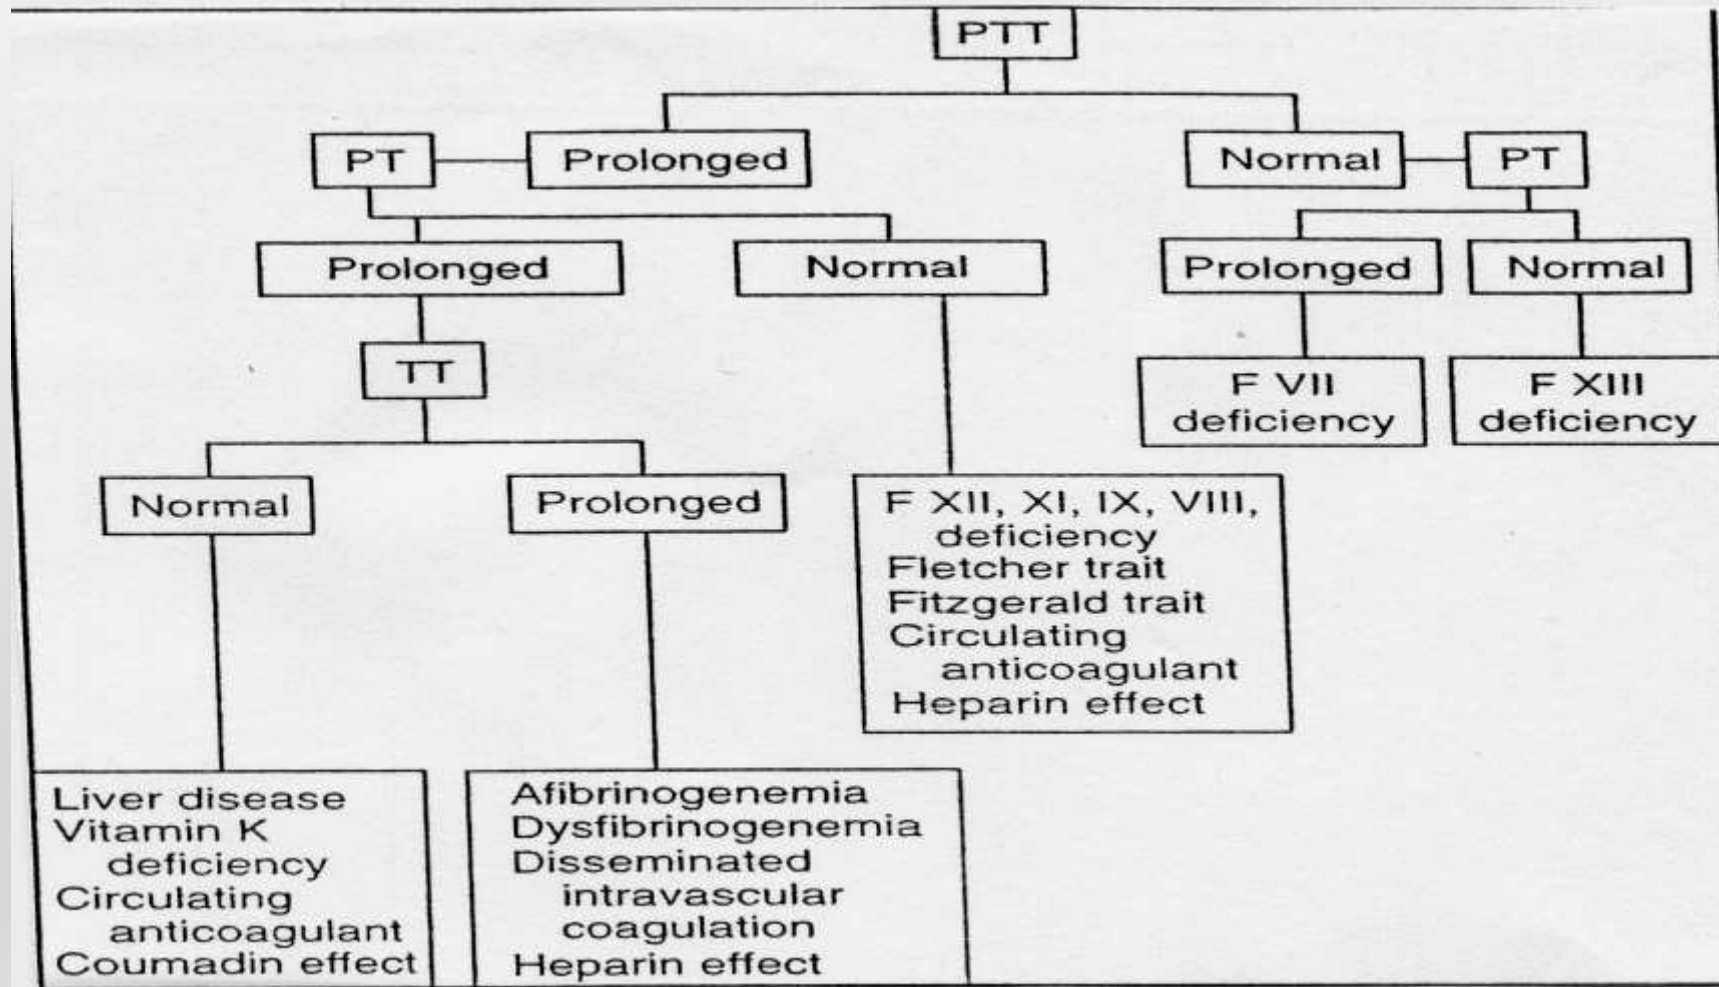 PTT
PT
Prolonged
Normal
PT
Prolonged
Normal
Prolonged
Normal
TT
F VII
deficiency
F XIII
deficiency
Normal
Prolonged
F XII, XI, IX, VIII,
deficiency
Fletcher trait
Fitzgerald trait
Circulating
anticoagulant
Heparin effect
Liver disease
Vitamin K
deficiency
Circulating
anticoagulant
Coumadin effect
Afibrinogenemia
Dysfibrinogenemia
Disseminated
intravascular
coagulation
Heparin effect